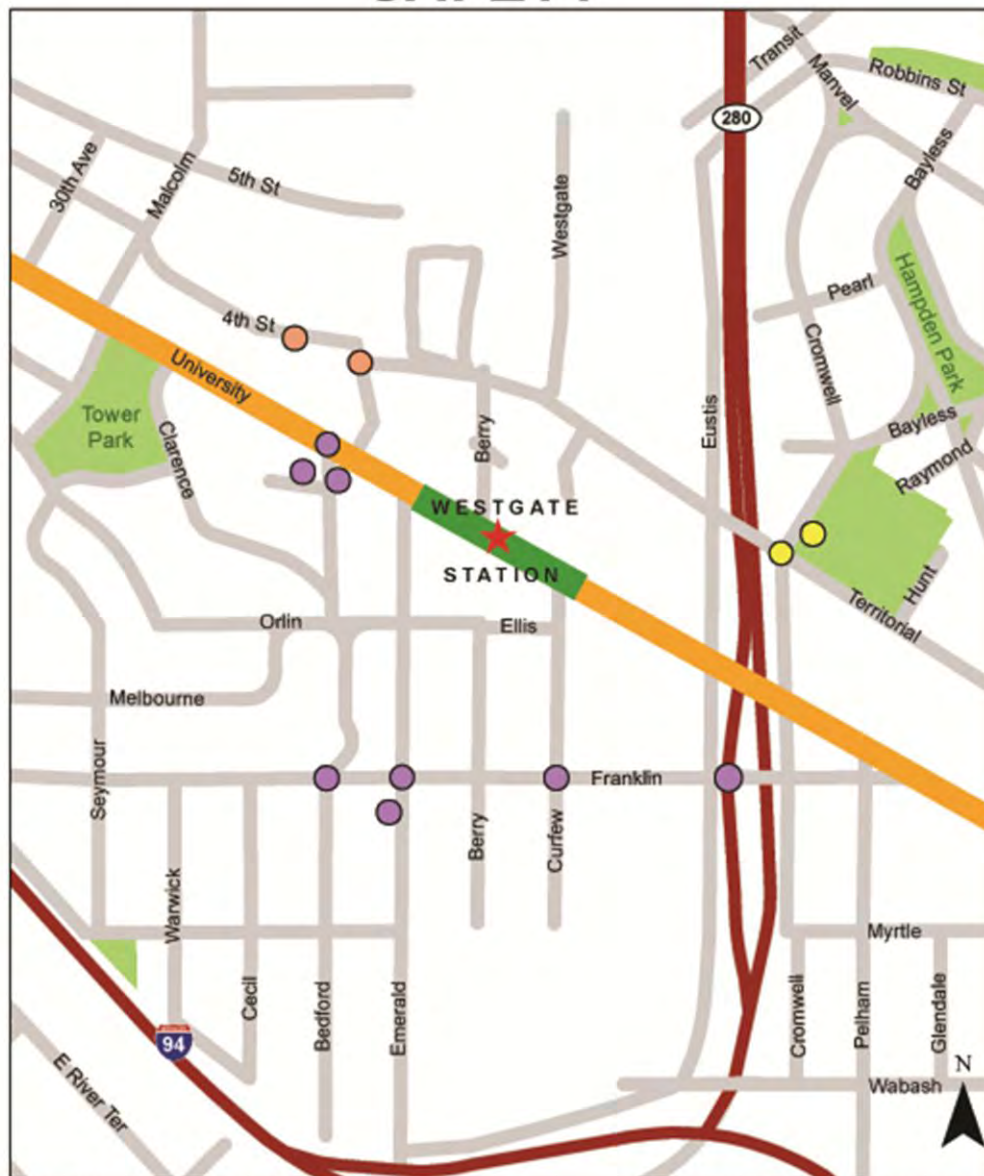 SAFETY
Transit
Manvel
Robbins St
280
Bayless
30th Ave
Malcolm
5th St
Westgate
Hampden Park
Pearl
4th St
University
Cromwell
Tower
Park
Clarence
Berry
Eustis
Bayless
Raymond
WESTGATE
STATION
Hunt
Territorial
Orlin
Ellis
Melbourne
Seymour
Franklin
Berry
Curfew
Warwick
Myrtle
Cecil
Bedford
Emerald
Cromwell
Pelham
Glendale
94
E River Ter
N
Wabash